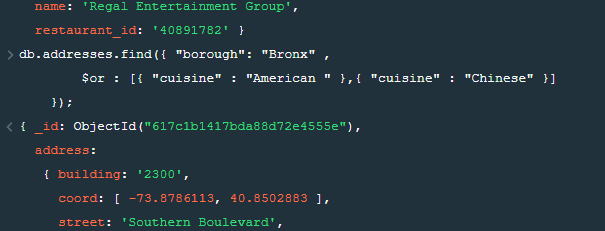 name: 'Regal Entertainment Group',
restaurant_id: '40891782' }
> db.addresses.find({ "borough": "Bronx" ,
$or : [{ "cuisine" : "American " },{ "cuisine" : "Chinese" }]
});
< { _id: ObjectId("617c1b1417bda88d72e4555e"),
address:
{ building: '2300',
coord: [ -73.8786113, 40.8502883 ],
street: 'Southern Boulevard',